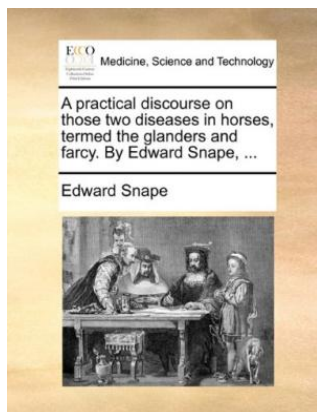 ECCO
Medicine, Science and Technology
A practical discourse on
those two diseases in horses,
termed the glanders and
farcy. By Edward Snape, ...
Edward Snape